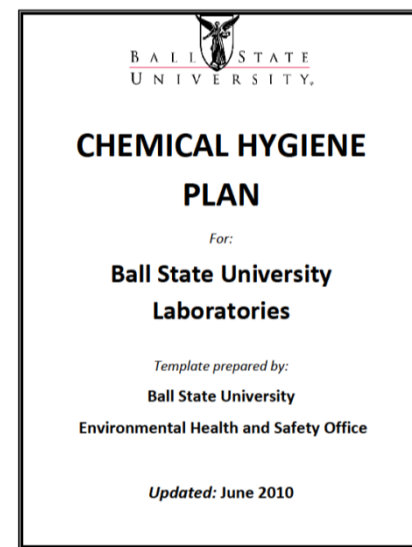 BALL STATE
UNIVERSITY.
CHEMICAL HYGIENE
PLAN
For:
Ball State University
Laboratories
Template prepared by:
Ball State University
Environmental Health and Safety Office
Updated: June 2010